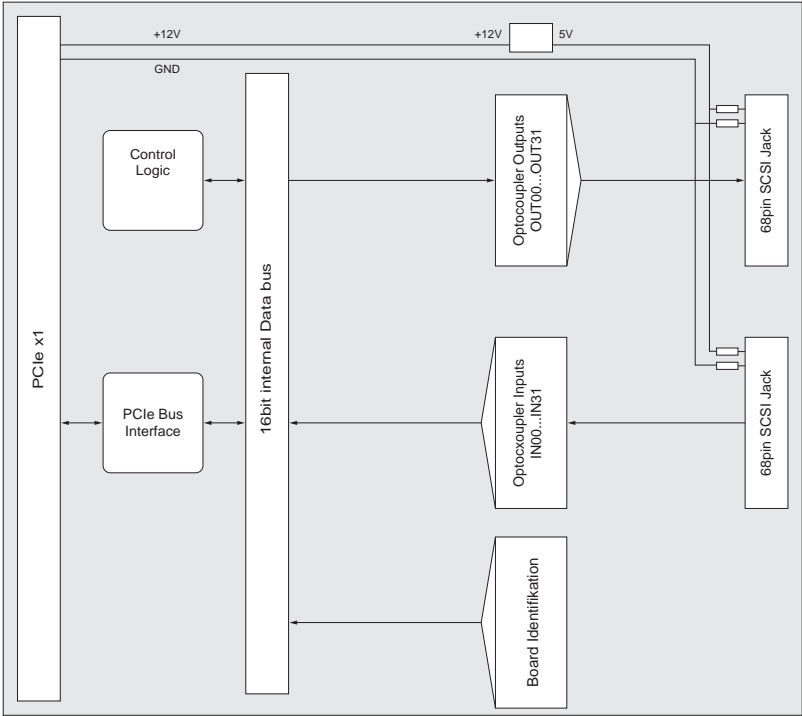 +12V
+12V
5V
GND
Control
Logic
Optocoupler Outputs
OUT00...OUT31
68pin SCSI Jack
PCIe x1
16bit internal Data bus
PCIe Bus
Interface
Optocxoupler Inputs
IN00...IN31
68pin SCSI Jack
Board Identifikation